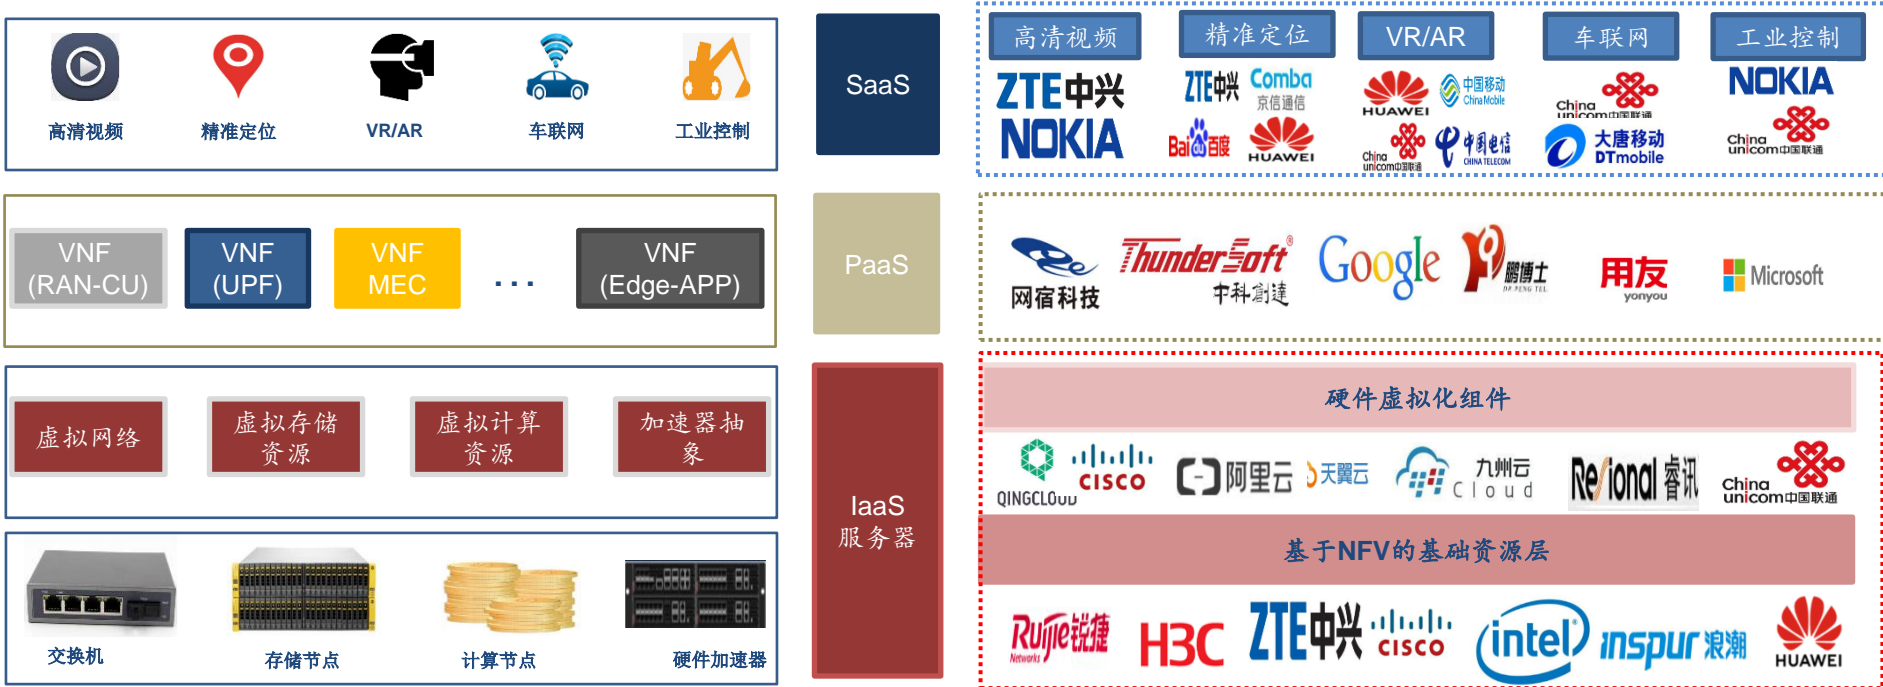 高清视频
精准定位
VR/AR
车联网
工业控制
SaaS
高清视频
精准定位
VR/AR
车联网
工业控制
ZTE中兴
NOKIA
ZTE中兴
Comba
京信通信
Bai百度
HUAWEI
HUAWEI
中国移动
China Mobile
China
unicom中国联通
中国电信
CHINA TELECOM
China
unicom中国联通
大唐移动
DTmobile
NOKIA
China
unicom中国联通
VNF
(RAN-CU)
VNF
(UPF)
VNF
MEC
...
VNF
(Edge-APP)
PaaS
网宿科技
ThunderSoft®
中科创達
Google
鹏博士
DR PENG TEL.
用友
yonyou
Microsoft
虚拟网络
虚拟存储
资源
虚拟计算
资源
加速器抽
象
IaaS
服务器
硬件虚拟化组件
QINGCLOUD
CISCO
阿里云
天翼云
九州云
Cloud
Resional 睿讯
China
unicom中国联通
基于NFV的基础资源层
交换机
存储节点
计算节点
硬件加速器
Ruijie锐捷
Networks
H3C
ZTE中兴
CISCO
intel
inspur 浪潮
HUAWEI